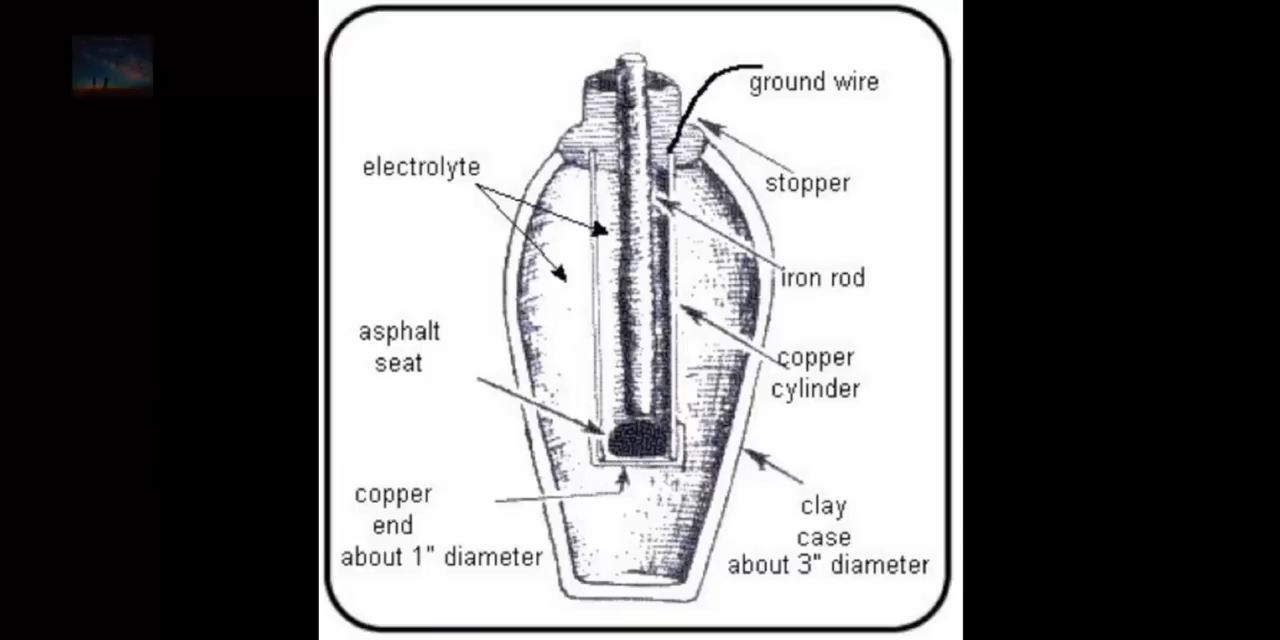 ground wire
electrolyte
stopper
iron rod
asphalt
seat
copper
cylinder
copper
end
about 1" diameter
clay
case
about 3" diameter